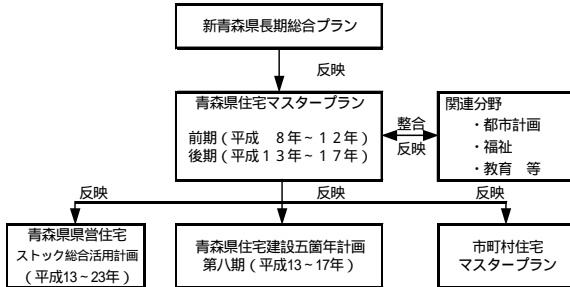 新青森県長期総合プラン
反映
青森県住宅マスタープラン
前期(平成　８年～１２年)
後期(平成１３年～１７年)
整合
反映
関連分野
・都市計画
・福祉
・教育　等
反映
反映
反映
青森県県営住宅
ストック総合活用計画
(平成13～23年)
青森県住宅建設五箇年計画
第八期(平成13～17年)
市町村住宅
マスタープラン